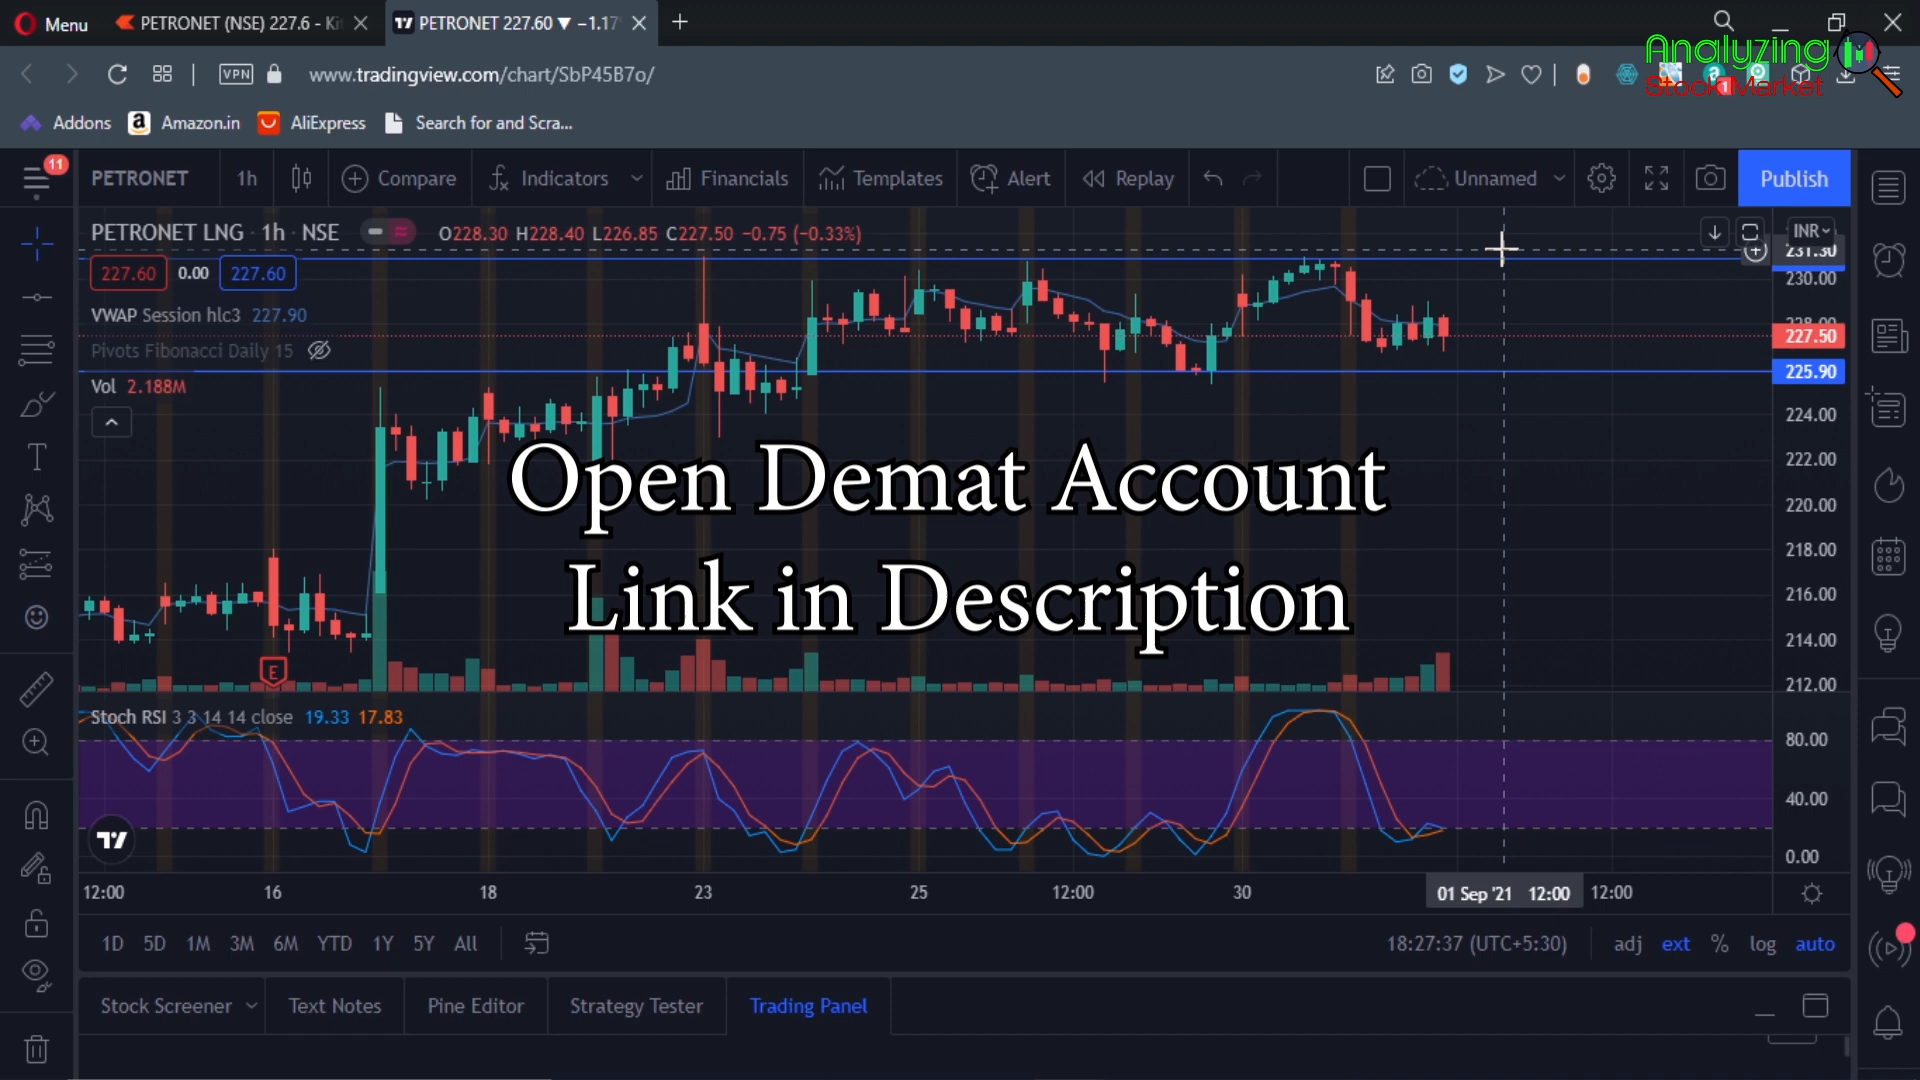 Menu
PETRONET (NSE) 227.6 - Ki
PETRONET 227.60 ▼ −1.17
Analyzing
Stock Market
VPN
www.tradingview.com/chart/SbP45B7o/
1
Addons
Amazon.in
AliExpress
Search for and Scra...
11
PETRONET
1h
Compare
Indicators
Financials
Templates
Alert
Replay
Unnamed
Publish
PETRONET LNG · 1h · NSE
O228.30 H228.40 L226.85 C227.50 −0.75 (−0.33%)
INR
231.30
227.60 0.00 227.60
230.00
VWAP Session hlc3 227.90
228.00
227.50
Pivots Fibonacci Daily 15
225.90
Vol 2.188M
224.00
222.00
220.00
218.00
216.00
214.00
212.00
Open Demat Account
Link in Description
E
Stoch RSI 3 3 14 14 close 19.33 17.83
80.00
40.00
0.00
12:00 16 18 23 25 12:00 30 01 Sep '21 12:00 12:00
1D 5D 1M 3M 6M YTD 1Y 5Y All
18:27:37 (UTC+5:30) adj ext % log auto
Stock Screener Text Notes Pine Editor Strategy Tester Trading Panel